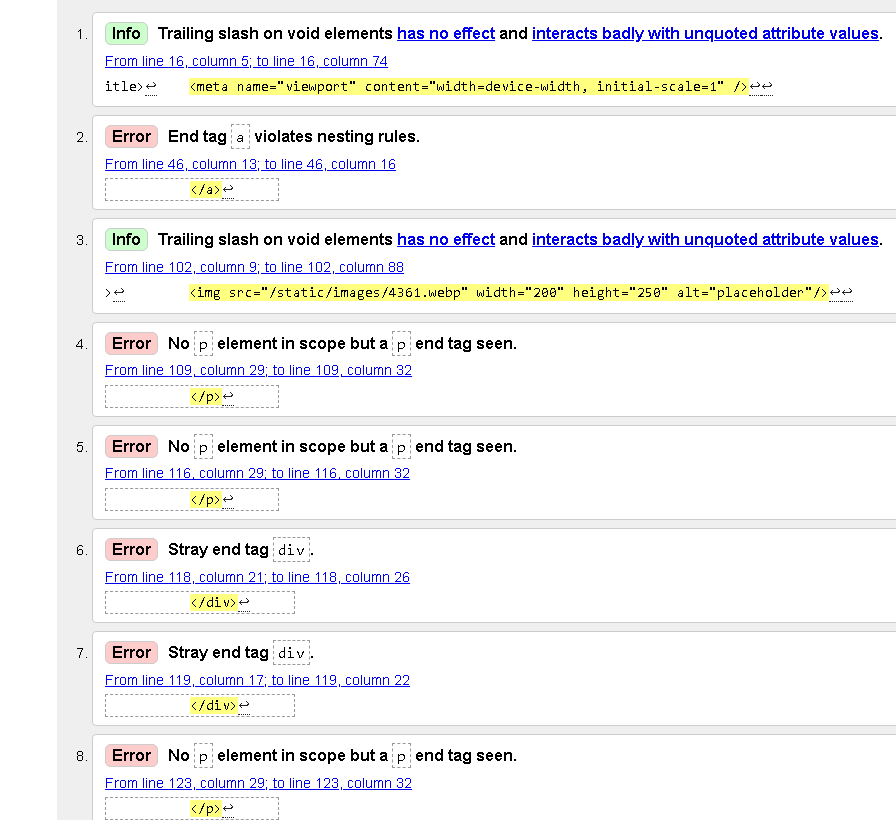 1. Info Trailing slash on void elements has no effect and interacts badly with unquoted attribute values.
From line 16, column 5; to line 16, column 74
itle>↩    <meta name="viewport" content="width=device-width, initial-scale=1" />↩↩
2. Error End tag a violates nesting rules.
From line 46, column 13; to line 46, column 16
</a>↩
3. Info Trailing slash on void elements has no effect and interacts badly with unquoted attribute values.
From line 102, column 9; to line 102, column 88
>↩        <img src="/static/images/4361.webp" width="200" height="250" alt="placeholder"/>↩↩
4. Error No p element in scope but a p end tag seen.
From line 109, column 29; to line 109, column 32
</p>↩
5. Error No p element in scope but a p end tag seen.
From line 116, column 29; to line 116, column 32
</p>↩
6. Error Stray end tag div.
From line 118, column 21; to line 118, column 26
</div>↩
7. Error Stray end tag div.
From line 119, column 17; to line 119, column 22
</div>↩
8. Error No p element in scope but a p end tag seen.
From line 123, column 29; to line 123, column 32
</p>↩